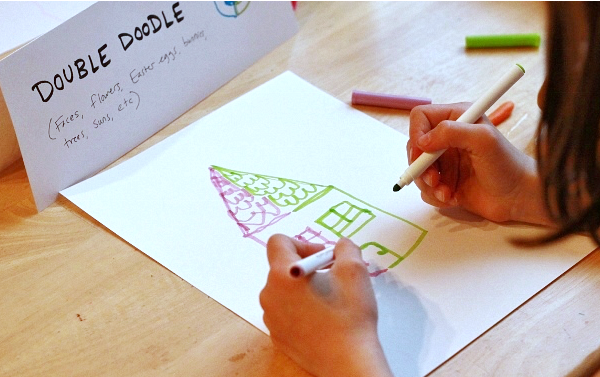 DOUBLE DOODLE
(Faces, flowers, Easter eggs, bunnies,
trees, suns, etc)